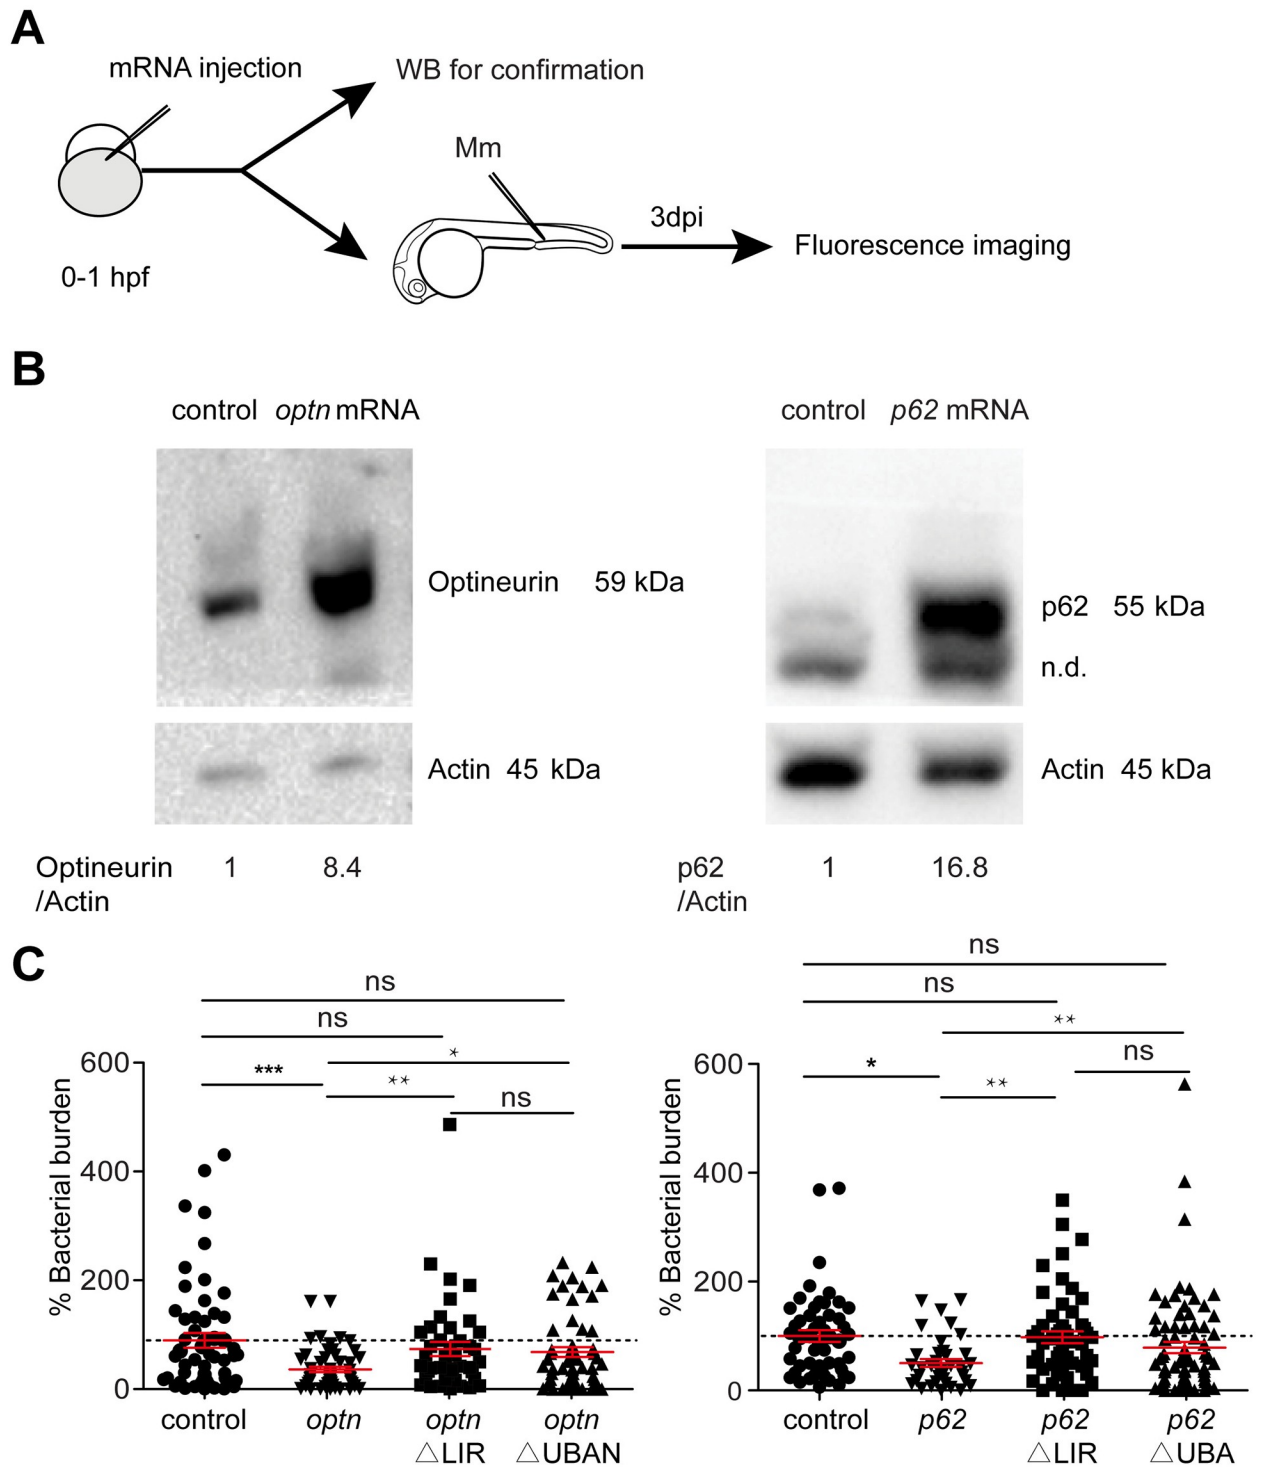 A
mRNA injection
WB for confirmation
Mm
3dpi
Fluorescence imaging
0-1 hpf
B
control optn mRNA
control p62 mRNA
Optineurin 59 kDa
p62 55 kDa
n.d.
Actin 45 kDa
Actin 45 kDa
Optineurin 1 8.4
/Actin
p62 1 16.8
/Actin
C
ns
ns
*
***
**
ns
% Bacterial burden
600
400
200
0
control
optn
optn
△LIR
optn
△UBAN
ns
ns
**
ns
*
**
% Bacterial burden
600
400
200
0
control
p62
p62
△LIR
p62
△UBA